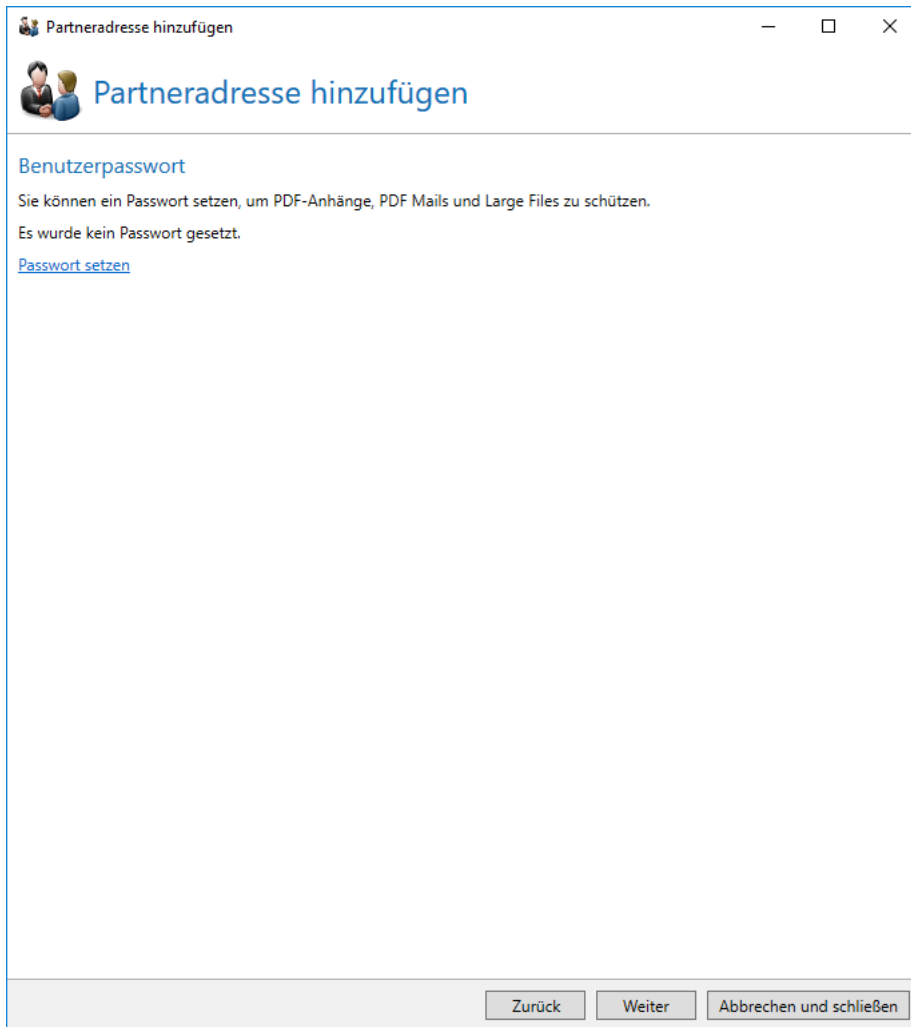 Partneradresse hinzufügen
Partneradresse hinzufügen
Benutzerpasswort
Sie können ein Passwort setzen, um PDF-Anhänge, PDF Mails und Large Files zu schützen.
Es wurde kein Passwort gesetzt.
Passwort setzen
Zurück Weiter Abbrechen und schließen